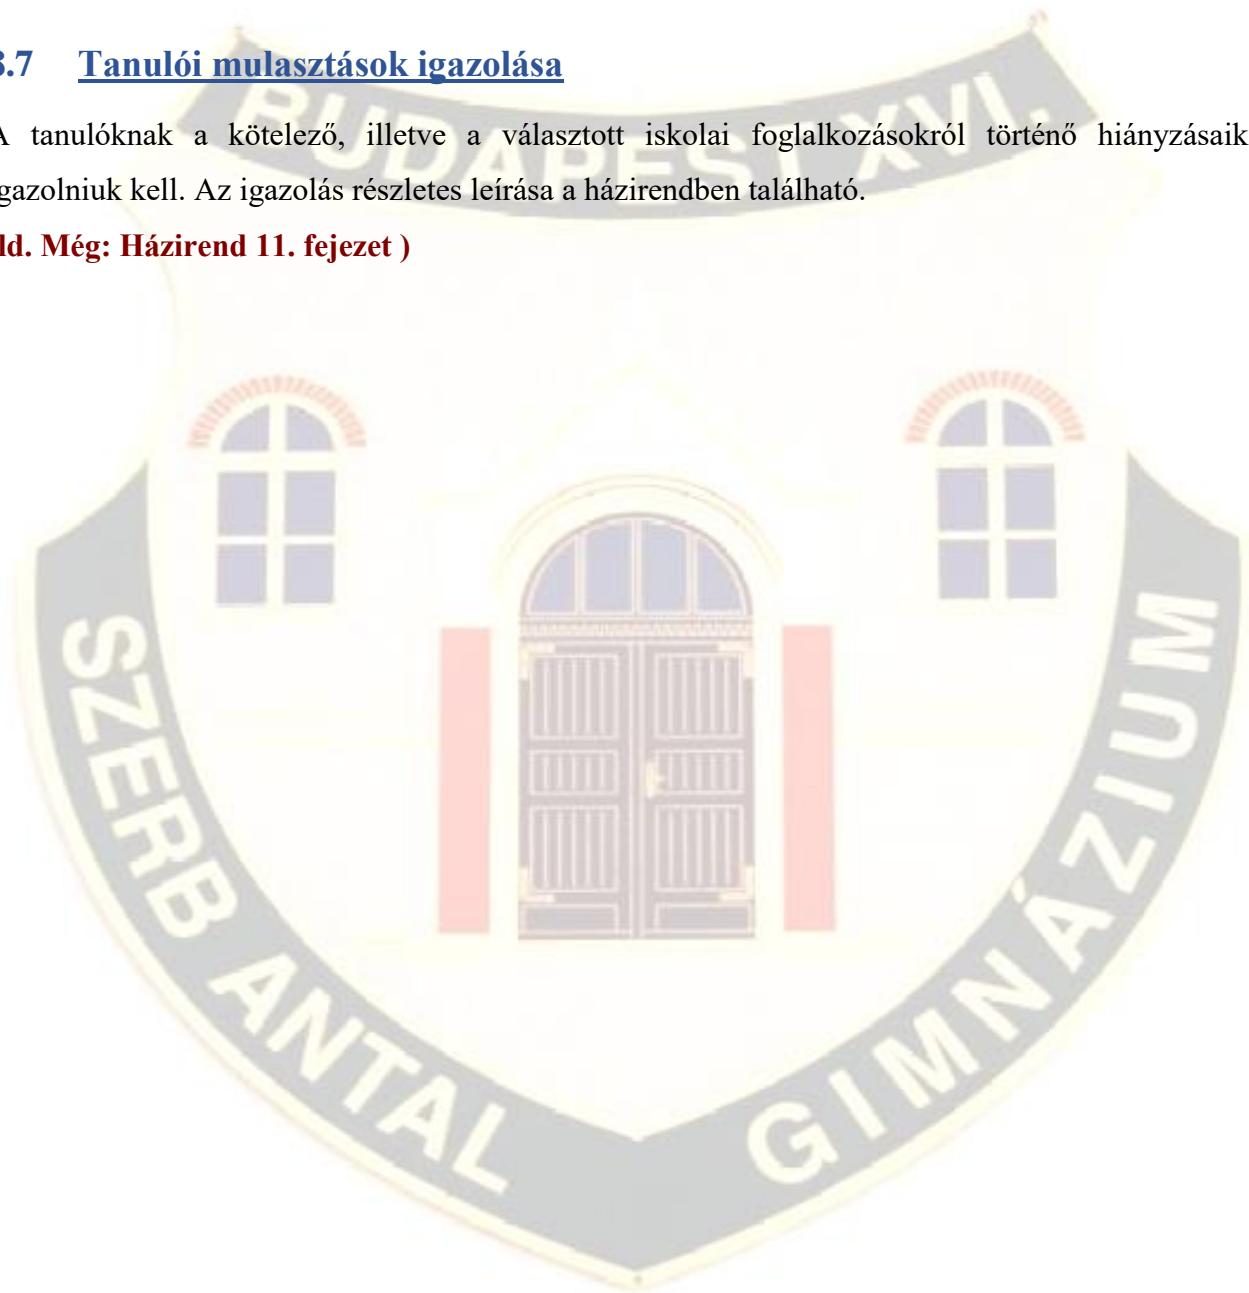 3.7 Tanulói mulasztások igazolása
A tanulóknak a kötelező, illetve a választott iskolai foglalkozásokról történő hiányzásaik
gazolniuk kell. Az igazolás részletes leírása a házirendben található.
ld. Még: Házirend 11. fejezet )
BUDAPEST XVI.
SZERB ANTAL
GIMNÁZIUM